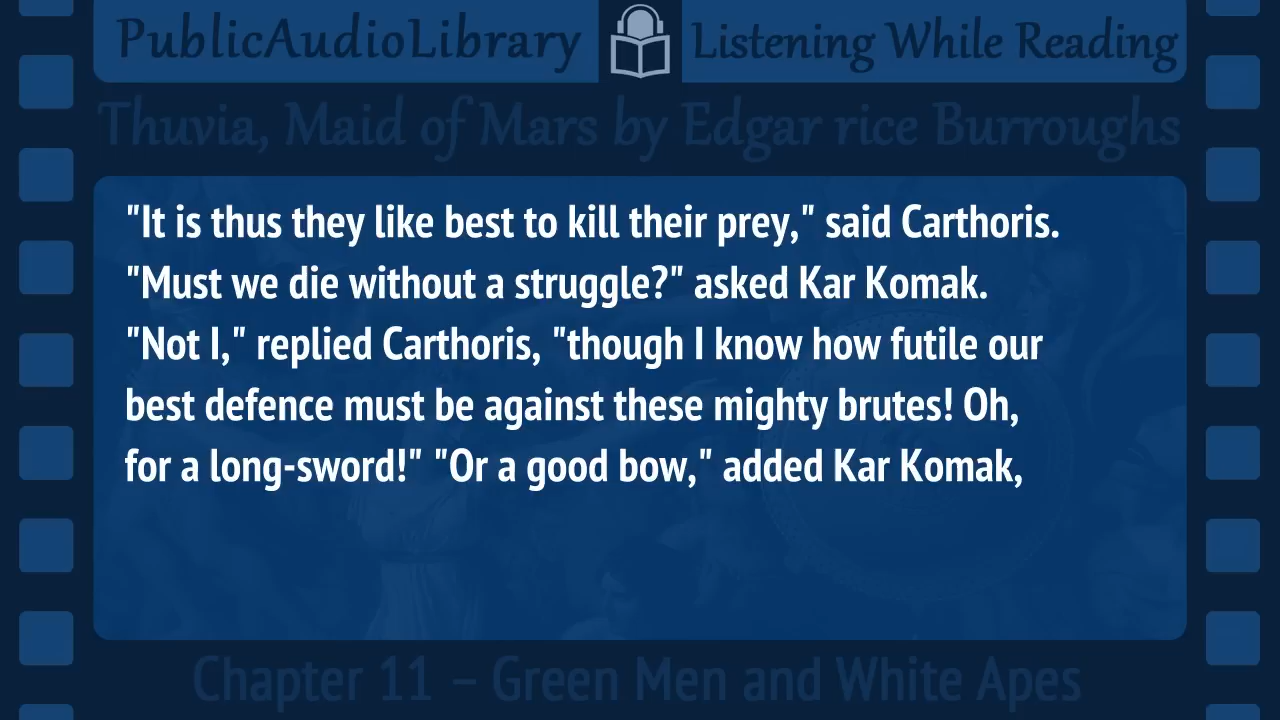 PublicAudioLibrary Listening While Reading
Thuvia, Maid of Mars by Edgar rice Burroughs
"It is thus they like best to kill their prey," said Carthoris.
"Must we die without a struggle?" asked Kar Komak.
"Not I," replied Carthoris, "though I know how futile our
best defence must be against these mighty brutes! Oh,
for a long-sword!" "Or a good bow," added Kar Komak,
Chapter 11 – Green Men and White Apes